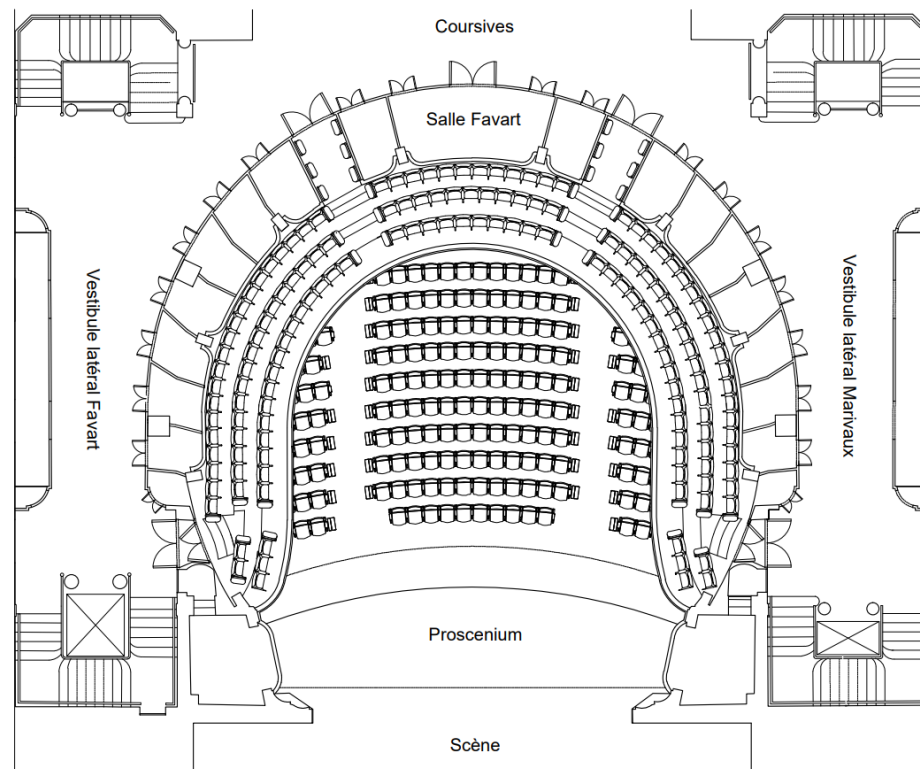 Coursives
Salle Favart
Vestibule latéral Favart
Vestibule latéral Marivaux
Proscenium
Scène